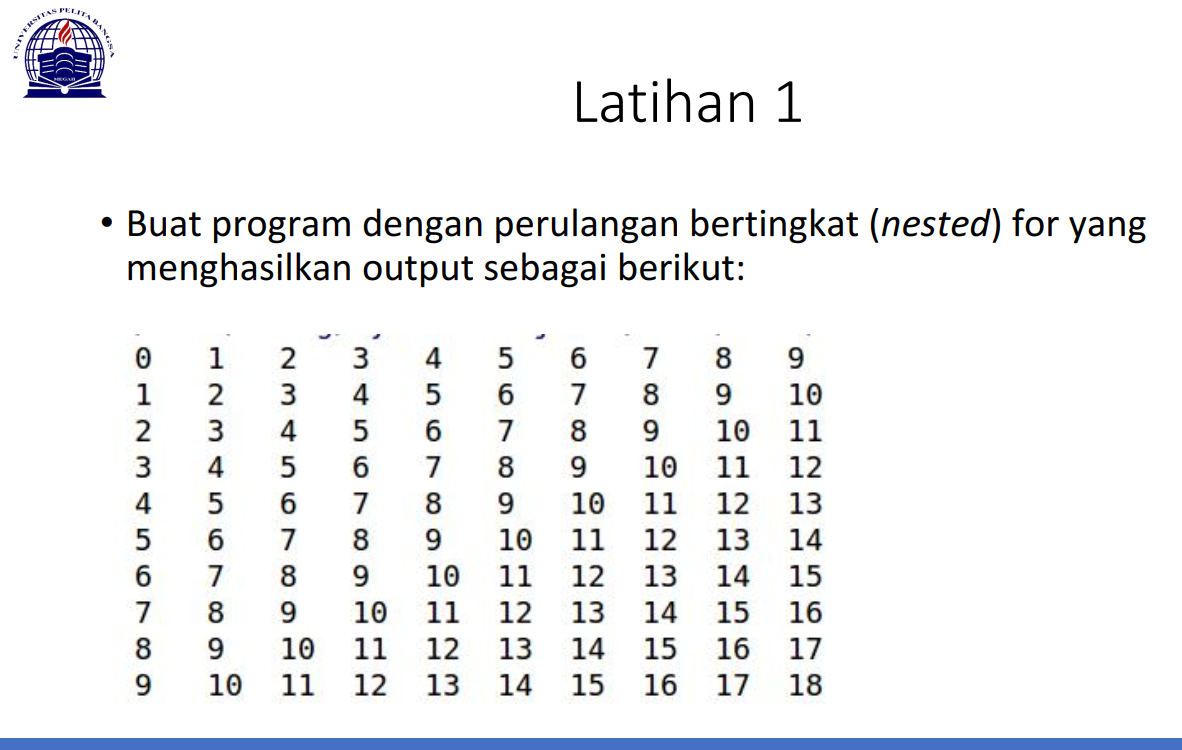 UNIVERSITAS PELITA BANGSA
Latihan 1
• Buat program dengan perulangan bertingkat (nested) for yang
menghasilkan output sebagai berikut:
0 1 2 3 4 5 6 7 8 9
1 2 3 4 5 6 7 8 9 10
2 3 4 5 6 7 8 9 10 11
3 4 5 6 7 8 9 10 11 12
4 5 6 7 8 9 10 11 12 13
5 6 7 8 9 10 11 12 13 14
6 7 8 9 10 11 12 13 14 15
7 8 9 10 11 12 13 14 15 16
8 9 10 11 12 13 14 15 16 17
9 10 11 12 13 14 15 16 17 18